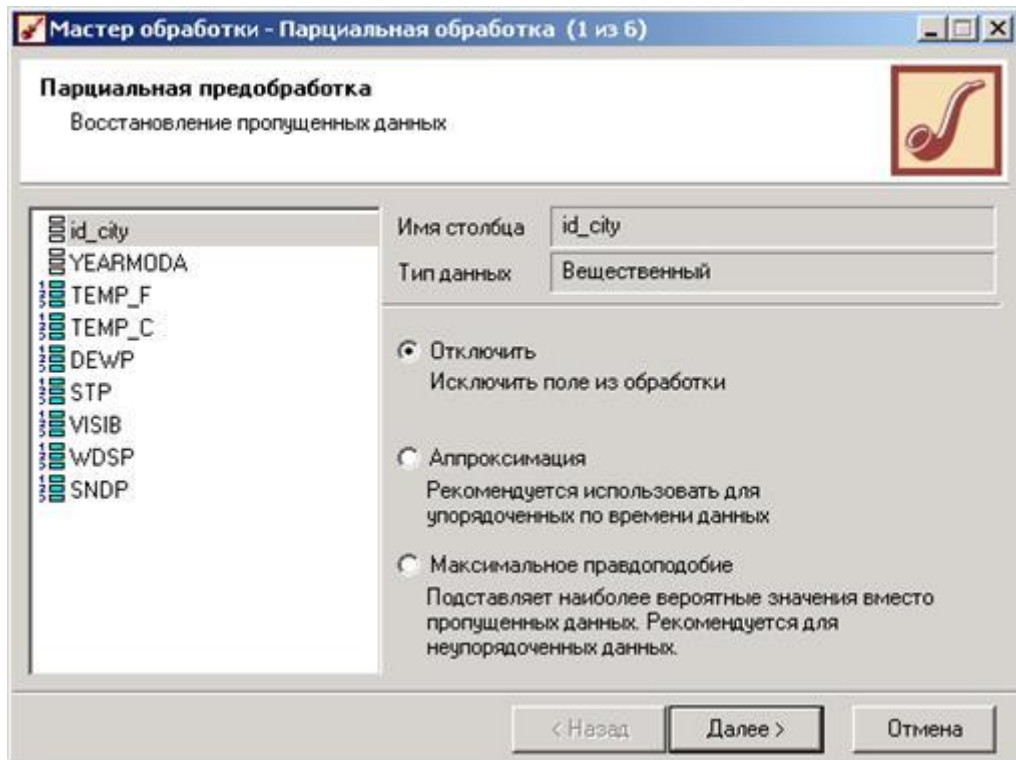 Мастер обработки - Парциальная обработка (1 из 6)
Парциальная предобработка
Восстановление пропущенных данных
id_city
YEARMODA
TEMP_F
TEMP_C
DEWP
STP
VISIB
WDSP
SNDP
Имя столбца id_city
Тип данных Вещественный
Отключить
Исключить поле из обработки
Аппроксимация
Рекомендуется использовать для
упорядоченных по времени данных
Максимальное правдоподобие
Подставляет наиболее вероятные значения вместо
пропущенных данных. Рекомендуется для
неупорядоченных данных.
< Назад Далее > Отмена